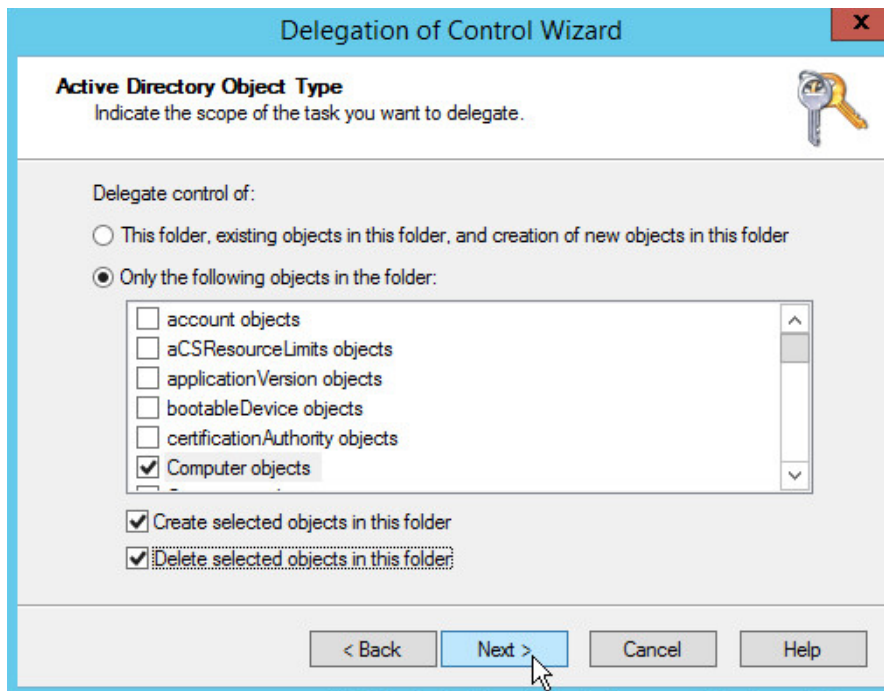 Delegation of Control Wizard
x
Active Directory Object Type
Indicate the scope of the task you want to delegate.
Delegate control of:
This folder, existing objects in this folder, and creation of new objects in this folder
Only the following objects in the folder:
account objects
aCSResourceLimits objects
applicationVersion objects
bootableDevice objects
certificationAuthority objects
Computer objects
Create selected objects in this folder
Delete selected objects in this folder
< Back
Next >
Cancel
Help